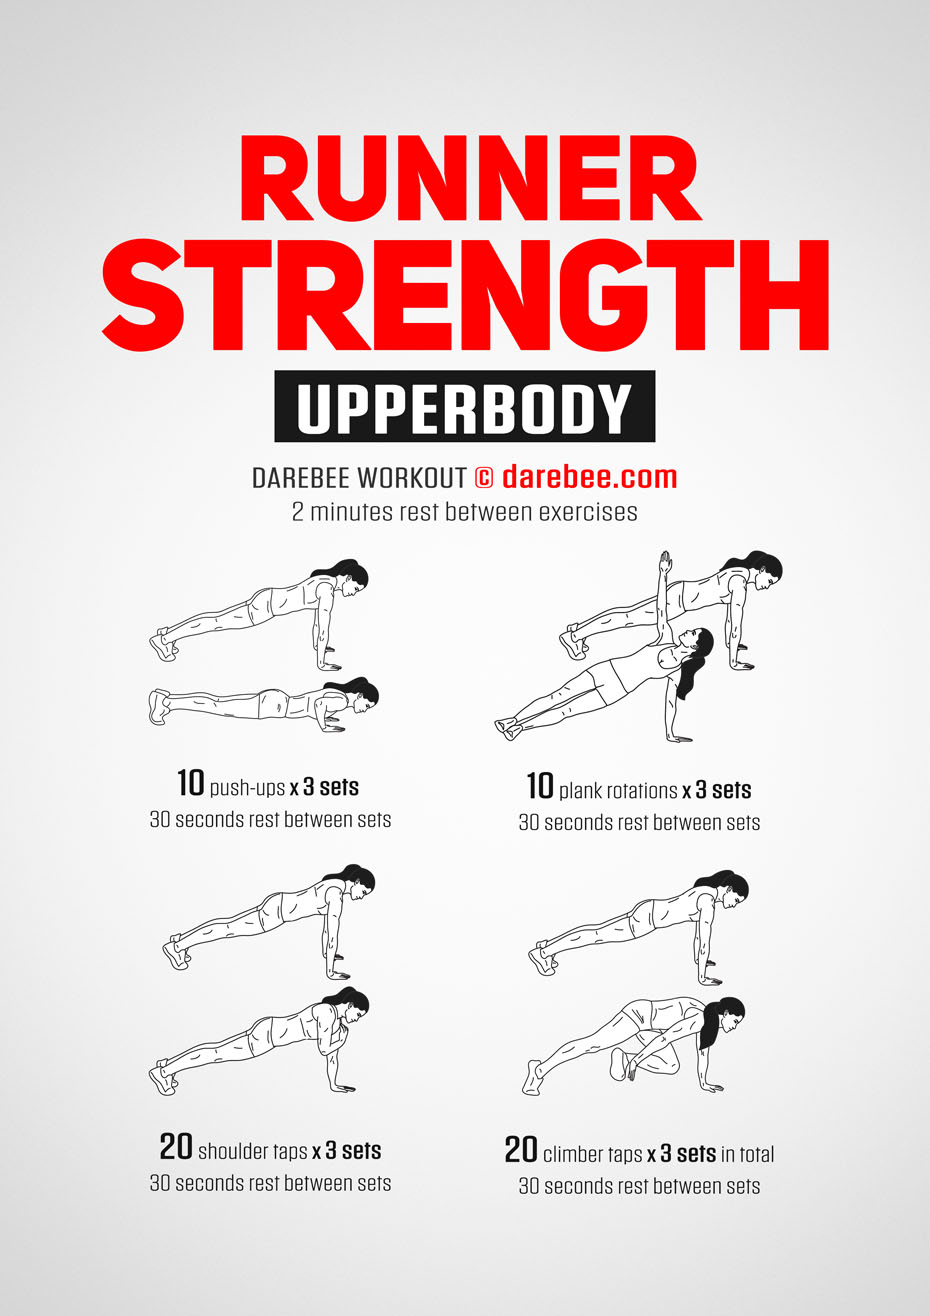 RUNNER
STRENGTH
UPPERBODY
DAREBEE WORKOUT © darebee.com
2 minutes rest between exercises
10 push-ups x 3 sets
30 seconds rest between sets
10 plank rotations x 3 sets
30 seconds rest between sets
20 shoulder taps x 3 sets
30 seconds rest between sets
20 climber taps x 3 sets in total
30 seconds rest between sets